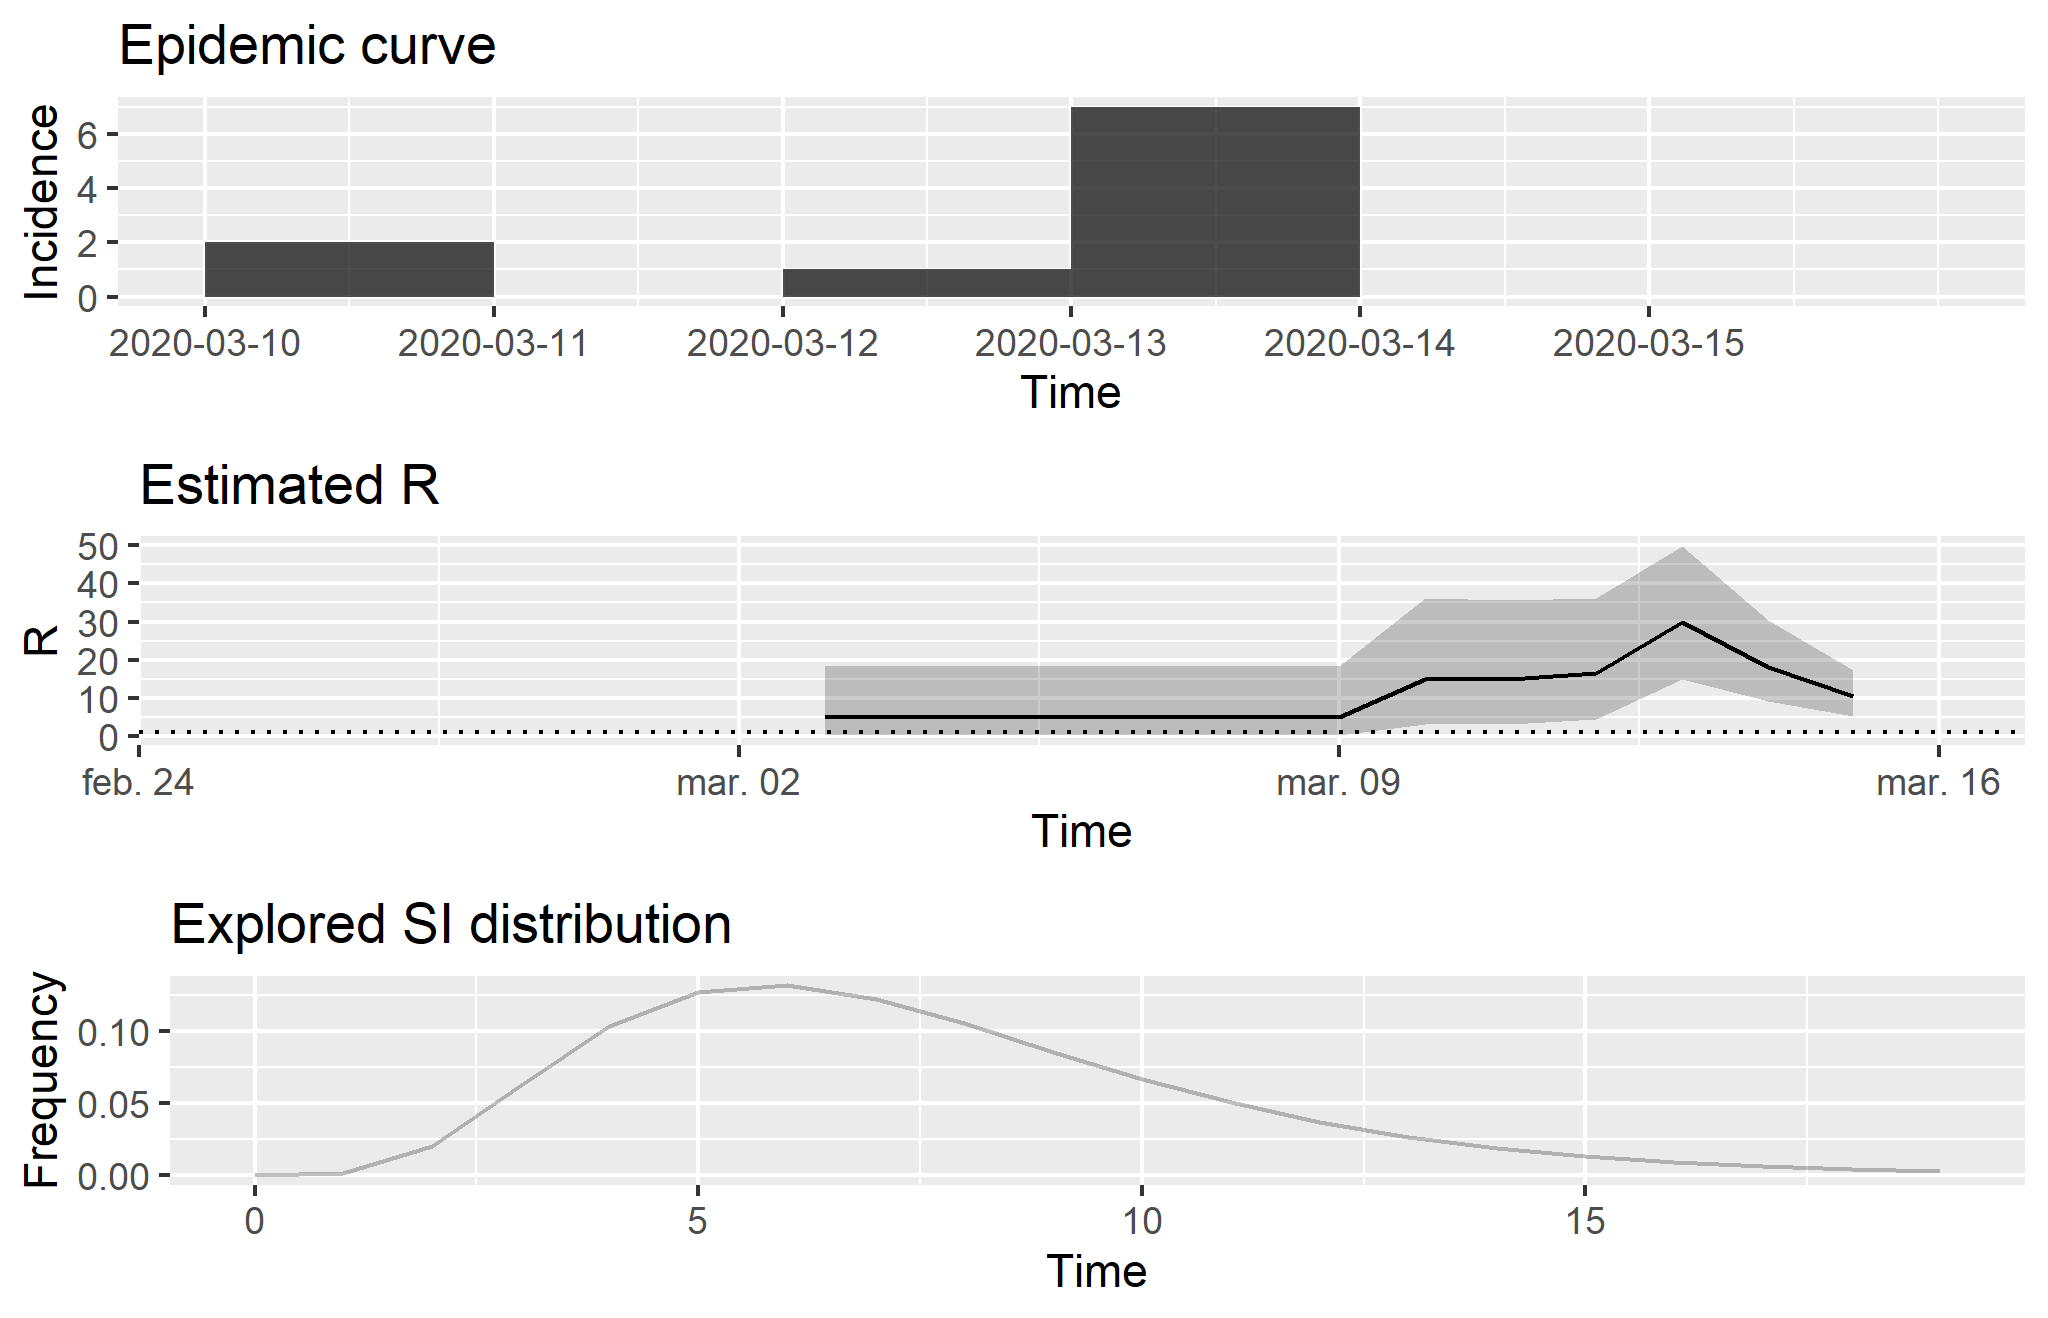 Epidemic curve
Incidence
6
4
2
0
2020-03-10 2020-03-11 2020-03-12 2020-03-13 2020-03-14 2020-03-15
Time
Estimated R
R
50
40
30
20
10
0
feb. 24 mar. 02 mar. 09 mar. 16
Time
Explored SI distribution
Frequency
0.10
0.05
0.00
0 5 10 15
Time